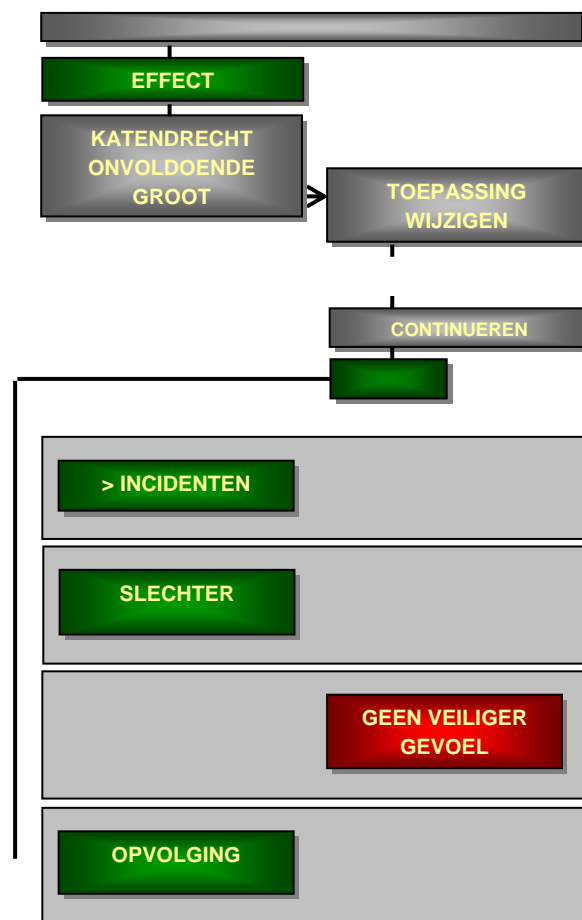 EFFECT
KATENDRECHT
ONVOLDOENDE
GROOT
TOEPASSING
WIJZIGEN
CONTINUEREN
> INCIDENTEN
SLECHTER
GEEN VEILIGER
GEVOEL
OPVOLGING